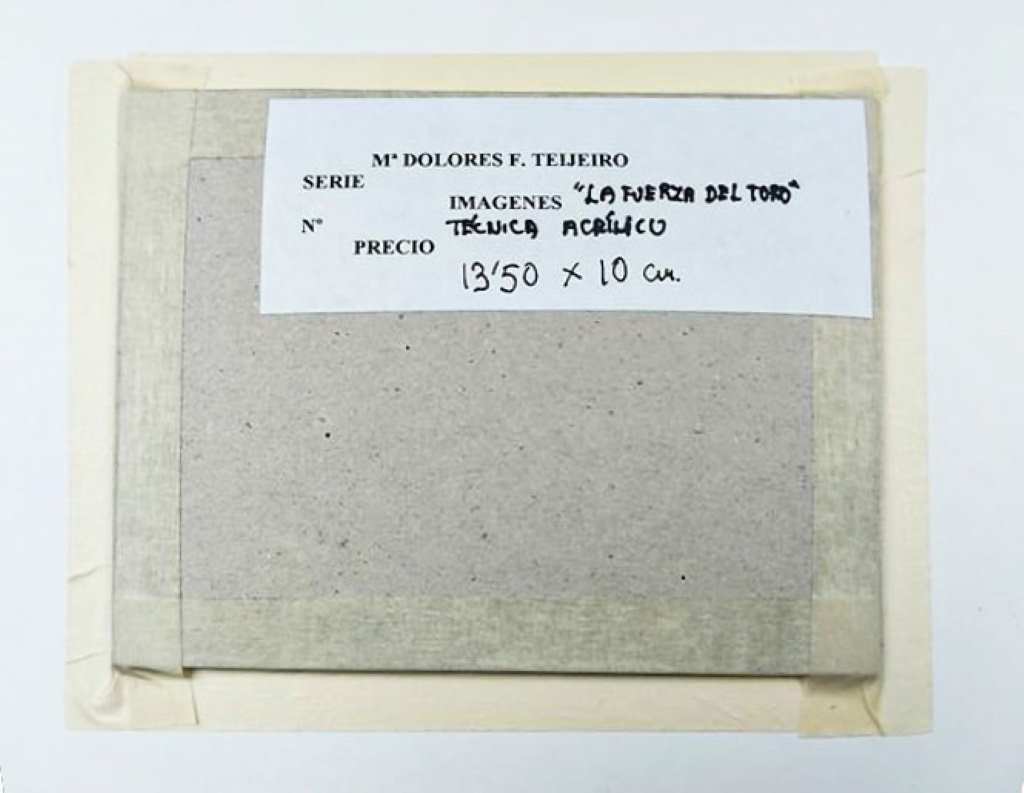 Mª DOLORES F. TEIJEIRO
SERIE
IMAGENES "LA FUERZA DEL TORO"
Nº TÉCNICA ACRÍLICO
PRECIO
13'50 x 10 cm.